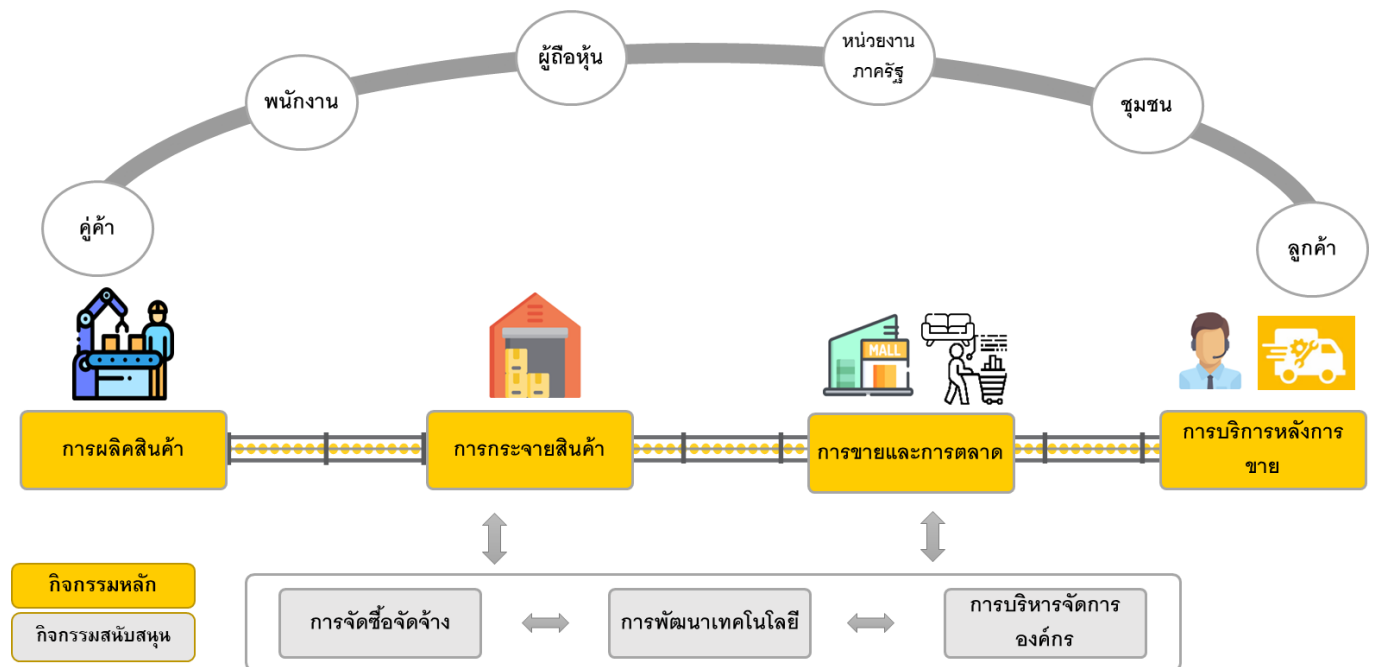 ผู้ถือหุ้น
หน่วยงาน
ภาครัฐ
พนักงาน
ชุมชน
คู่ค้า
ลูกค้า
MALL
การผลิตสินค้า
การกระจายสินค้า
การขายและการตลาด
การบริการหลังการ
ขาย
กิจกรรมหลัก
กิจกรรมสนับสนุน
การจัดซื้อจัดจ้าง
การพัฒนาเทคโนโลยี
การบริหารจัดการ
องค์กร